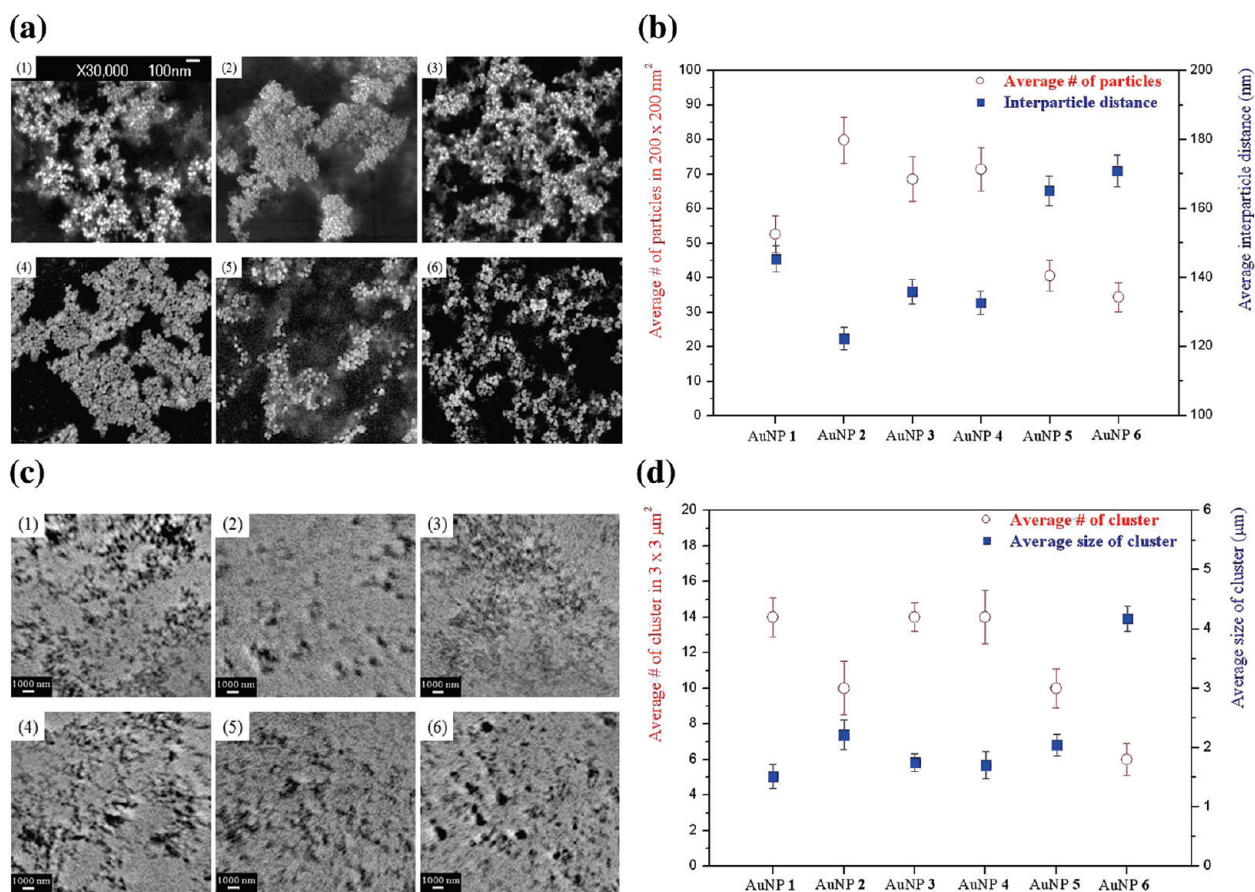 (a)
(1)
X30,000
100nm
(2)
(3)
(4)
(5)
(6)
(b)
Average # of particles in 200 x 200 nm²
100
90
80
70
60
50
40
30
20
10
0
Average # of particles
Interparticle distance
200
180
160
140
120
100
Average interparticle distance (nm)
AuNP 1
AuNP 2
AuNP 3
AuNP 4
AuNP 5
AuNP 6
(c)
(1)
1000 nm
(2)
1000 nm
(3)
1000 nm
(4)
1000 nm
(5)
1000 nm
(6)
1000 nm
(d)
Average # of cluster in 3 x 3 μm²
20
18
16
14
12
10
8
6
4
2
0
Average # of cluster
Average size of cluster
6
5
4
3
2
1
0
Average size of cluster (μm)
AuNP 1
AuNP 2
AuNP 3
AuNP 4
AuNP 5
AuNP 6